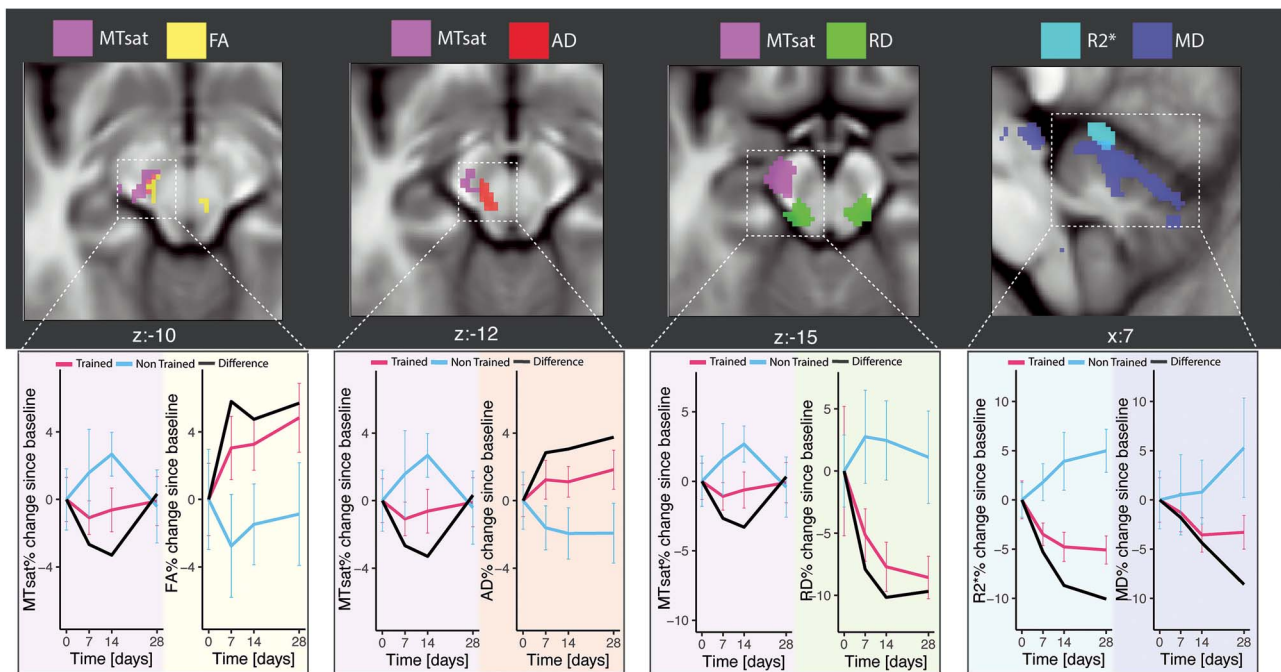 MTsat FA
MTsat AD
MTsat RD
R2* MD
z:-10
z:-12
z:-15
x:7
Trained Non Trained Difference
MTsat% change since baseline
4
0
−4
0 7 14 28
FA% change since baseline
4
0
−4
0 7 14 28
Time [days]
Time [days]
Trained Non Trained Difference
MTsat% change since baseline
4
0
−4
0 7 14 28
AD% change since baseline
4
0
−4
0 7 14 28
Time [days]
Time [days]
Trained Non Trained Difference
MTsat% change since baseline
5
0
−5
−10
0 7 14 28
RD% change since baseline
5
0
−5
−10
0 7 14 28
Time [days]
Time [days]
Trained Non Trained Difference
R2*% change since baseline
10
5
0
−5
−10
0 7 14 28
MD% change since baseline
10
5
0
−5
−10
0 7 14 28
Time [days]
Time [days]